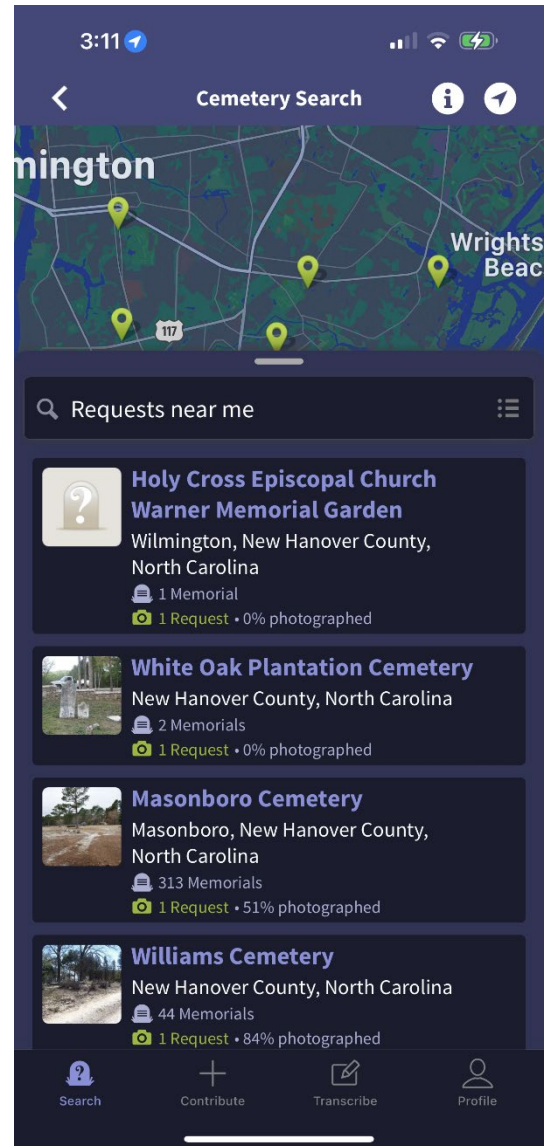 3:11
Cemetery Search
mington
Wrights
Beac
117
Requests near me
Holy Cross Episcopal Church
Warner Memorial Garden
Wilmington, New Hanover County,
North Carolina
1 Memorial
1 Request • 0% photographed
White Oak Plantation Cemetery
New Hanover County, North Carolina
2 Memorials
1 Request • 0% photographed
Masonboro Cemetery
Masonboro, New Hanover County,
North Carolina
313 Memorials
1 Request • 51% photographed
Williams Cemetery
New Hanover County, North Carolina
44 Memorials
1 Request • 84% photographed
Search
Contribute
Transcribe
Profile